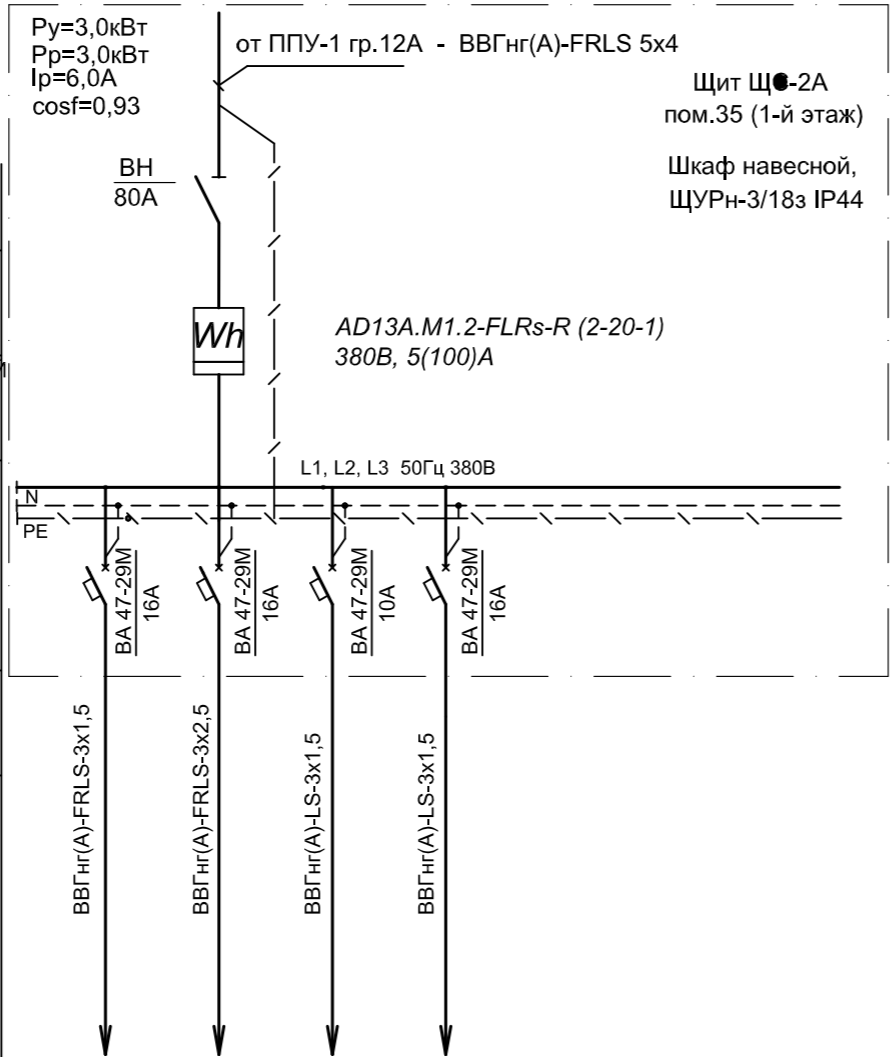 Ру=3,0кВт
Рр=3,0кВт
Iр=6,0А
cosf=0,93
от ППУ-1 гр.12А - ВВГнг(А)-FRLS 5х4
Щит
пом.35 (1-й этаж)
Шкаф навесной,
ЩУРн-3/18з IP44
ВН
80А
Wh
AD13A.M1.2-FLRs-R (2-20-1)
380В, 5(100)А
L1, L2, L3 50Гц 380В
N
PE
ВА 47-29М
16А
ВА 47-29М
16А
ВА 47-29М
10А
ВА 47-29М
16А
ВВГнг(А)-FRLS-3х1,5
ВВГнг(А)-FRLS-3х2,5
ВВГнг(А)-LS-3х1,5
ВВГнг(А)-LS-3х1,5